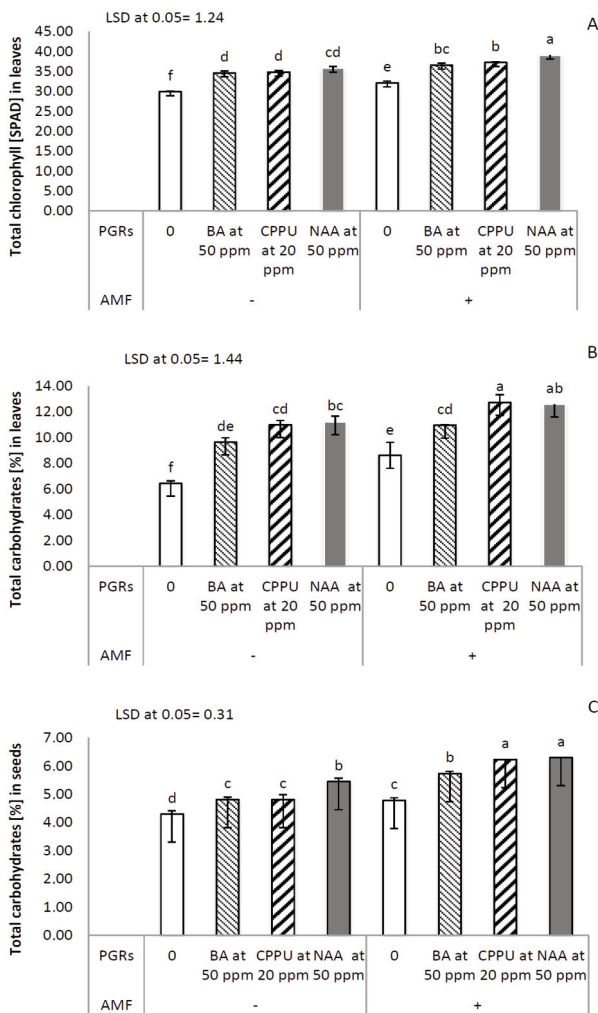 LSD at 0.05= 1.24
A
Total chlorophyll [SPAD] in leaves
45.00
40.00
35.00
30.00
25.00
20.00
15.00
10.00
5.00
0.00
f
d
d
cd
e
bc
b
a
PGRs
0
BA at
50 ppm
CPPU
at 20
ppm
NAA at
50 ppm
0
BA at
50 ppm
CPPU
at 20
ppm
NAA at
50 ppm
AMF
-
+
LSD at 0.05= 1.44
B
Total carbohydrates [%] in leaves
14.00
12.00
10.00
8.00
6.00
4.00
2.00
0.00
f
de
cd
bc
e
cd
a
ab
PGRs
0
BA at
50 ppm
CPPU
at 20
ppm
NAA at
50 ppm
0
BA at
50 ppm
CPPU
at 20
ppm
NAA at
50 ppm
AMF
-
+
LSD at 0.05= 0.31
C
Total carbohydrates [%] in seeds
7.00
6.00
5.00
4.00
3.00
2.00
1.00
0.00
d
c
c
b
c
b
a
a
PGRs
0
BA at
50 ppm
CPPU at
20 ppm
NAA at
50 ppm
0
BA at
50 ppm
CPPU at
20 ppm
NAA at
50 ppm
AMF
-
+